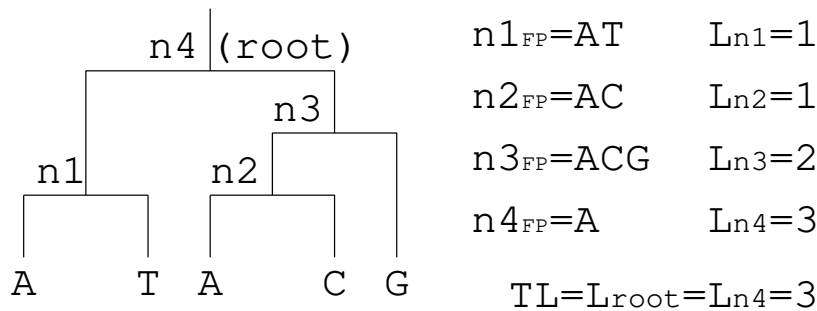 n4 (root)
n3
n1
n2
A T A C G
n1FP=AT Ln1=1
n2FP=AC Ln2=1
n3FP=ACG Ln3=2
n4FP=A Ln4=3
TL=Lroot=Ln4=3